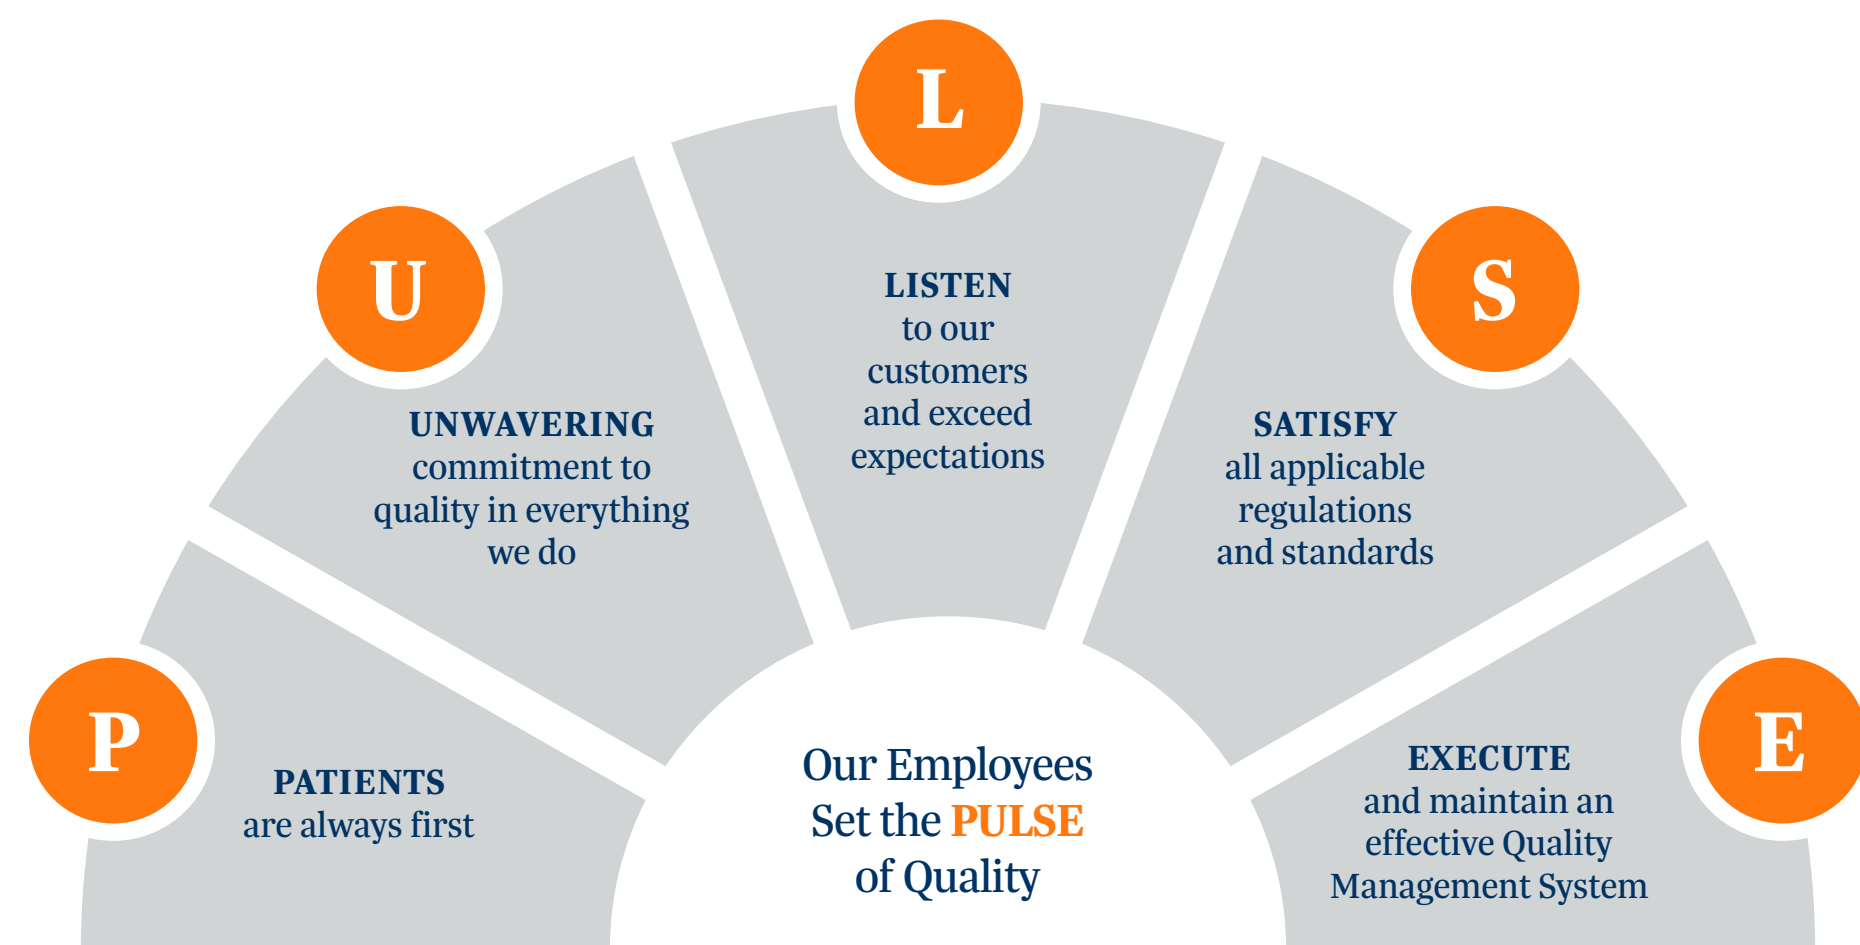 P
PATIENTS
are always first
U
UNWAVERING
commitment to
quality in everything
we do
L
LISTEN
to our
customers
and exceed
expectations
S
SATISFY
all applicable
regulations
and standards
E
EXECUTE
and maintain an
effective Quality
Management System
Our Employees
Set the PULSE
of Quality